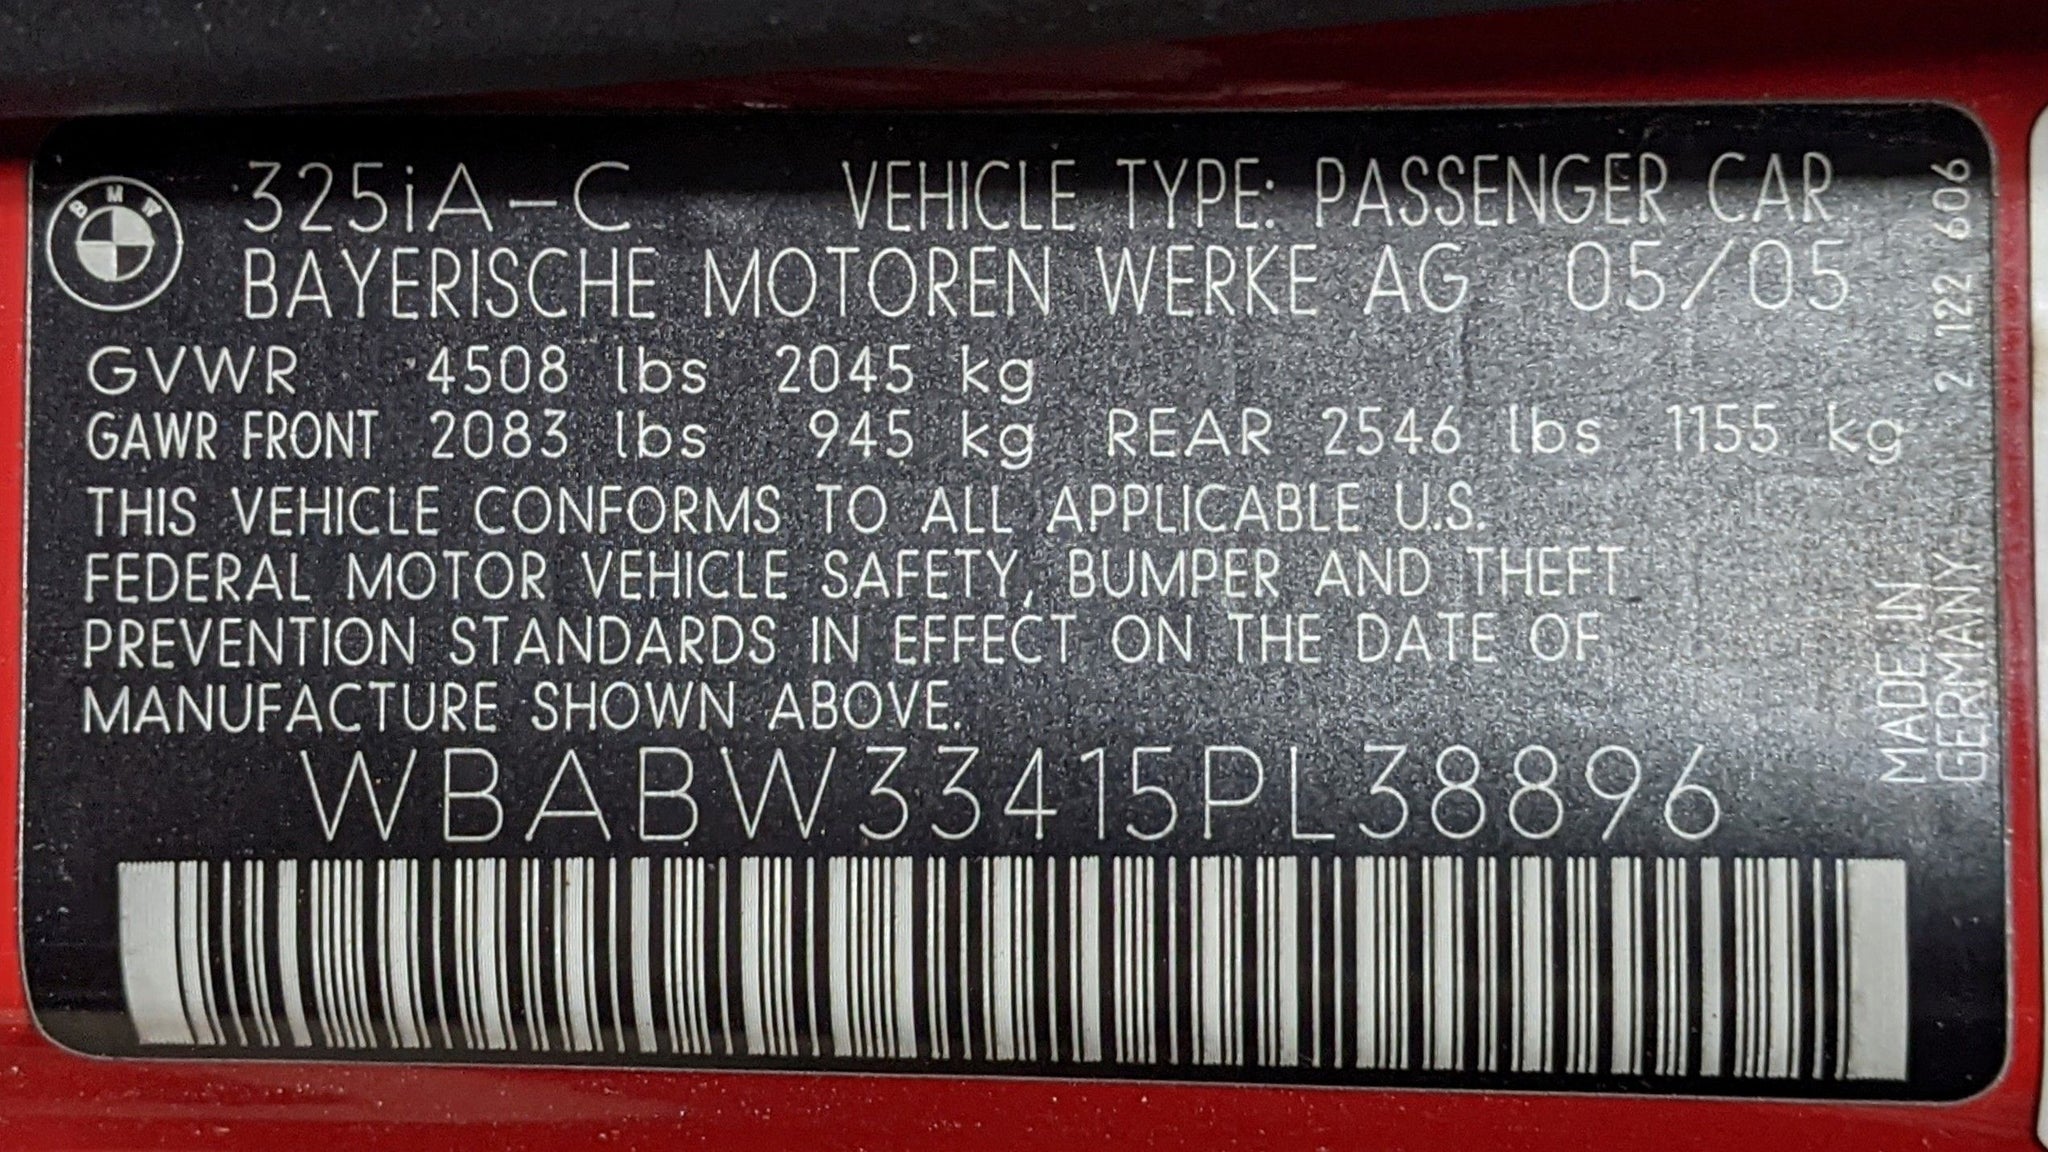 BMW
325iA-C VEHICLE TYPE: PASSENGER CAR
BAYERISCHE MOTOREN WERKE AG 05/05
GVWR 4508 lbs 2045 kg
GAWR FRONT 2083 lbs 945 kg REAR 2546 lbs 1155 kg
THIS VEHICLE CONFORMS TO ALL APPLICABLE U.S.
FEDERAL MOTOR VEHICLE SAFETY, BUMPER AND THEFT
PREVENTION STANDARDS IN EFFECT ON THE DATE OF
MANUFACTURE SHOWN ABOVE.
WBABW33415PL38896
MADE IN
GERMANY 2 122 606